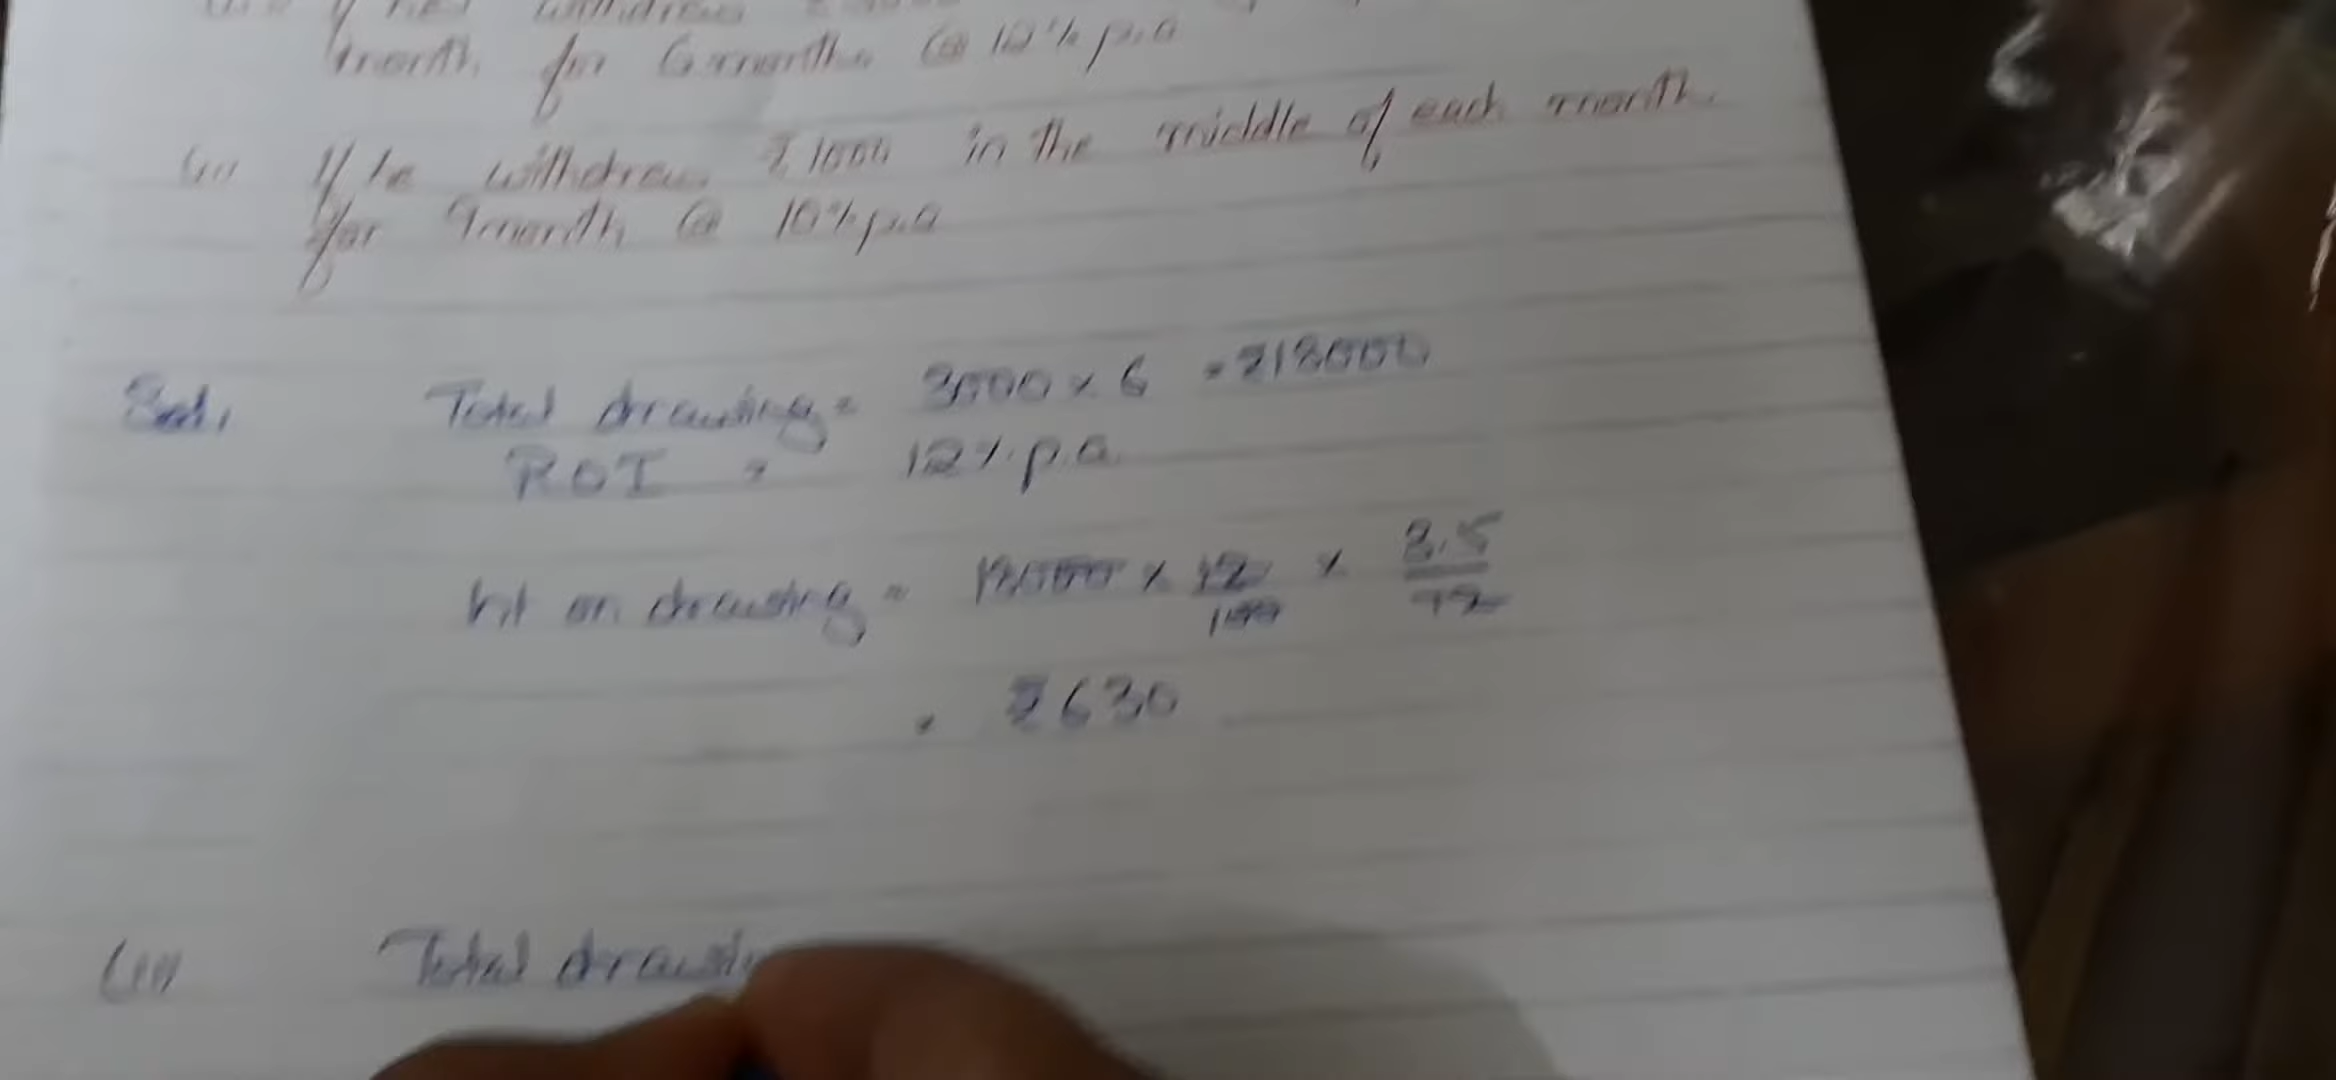 withdrew
month for 6 months @ 12% p.a
(ii) If he withdrew ₹ 1000 in the middle of each month
for 9 month @ 10% p.a
Sol. Total drawing = 3000 x 6 = ₹18000
ROI = 12% p.a.
Int on drawing = 18000 x 12/100 x 3.5/12
= ₹630
(ii) Total drawin